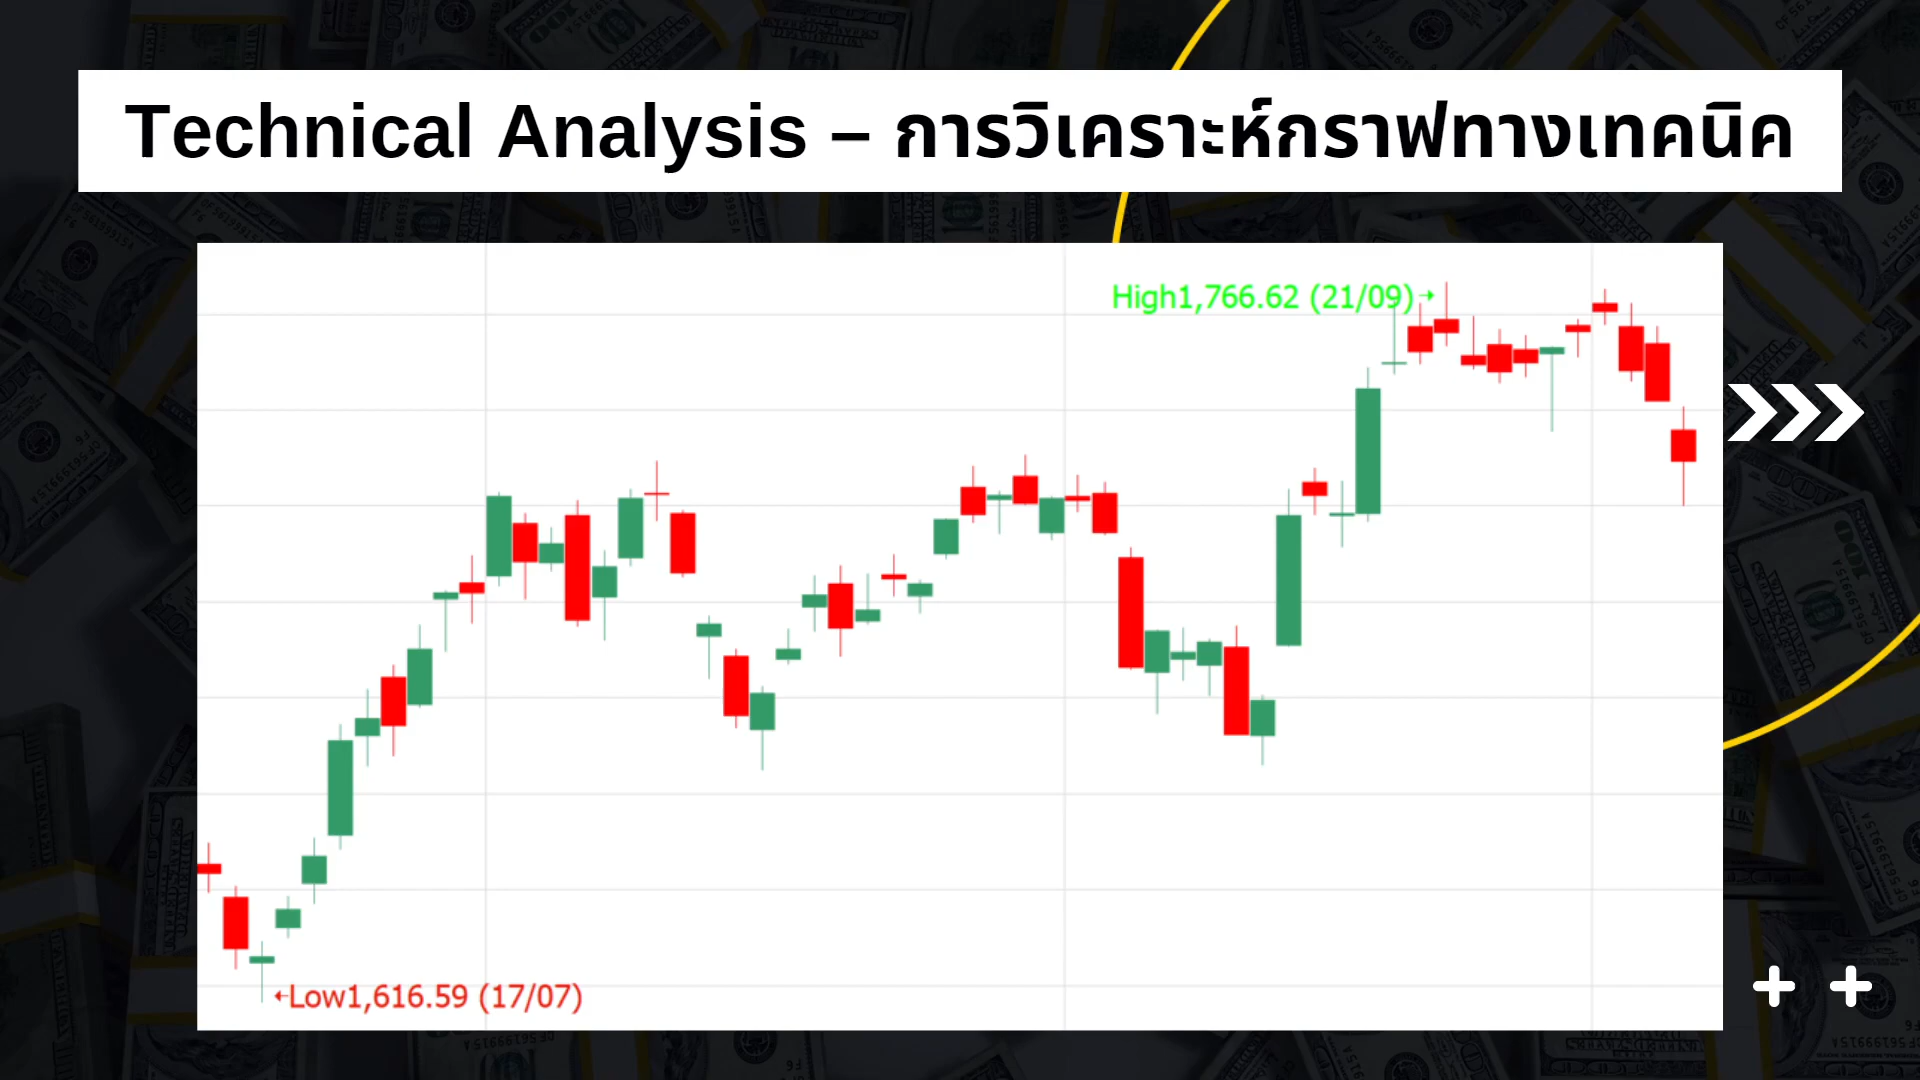 Technical Analysis – การวิเคราะห์กราฟทางเทคนิค
High1,766.62 (21/09)
Low1,616.59 (17/07)